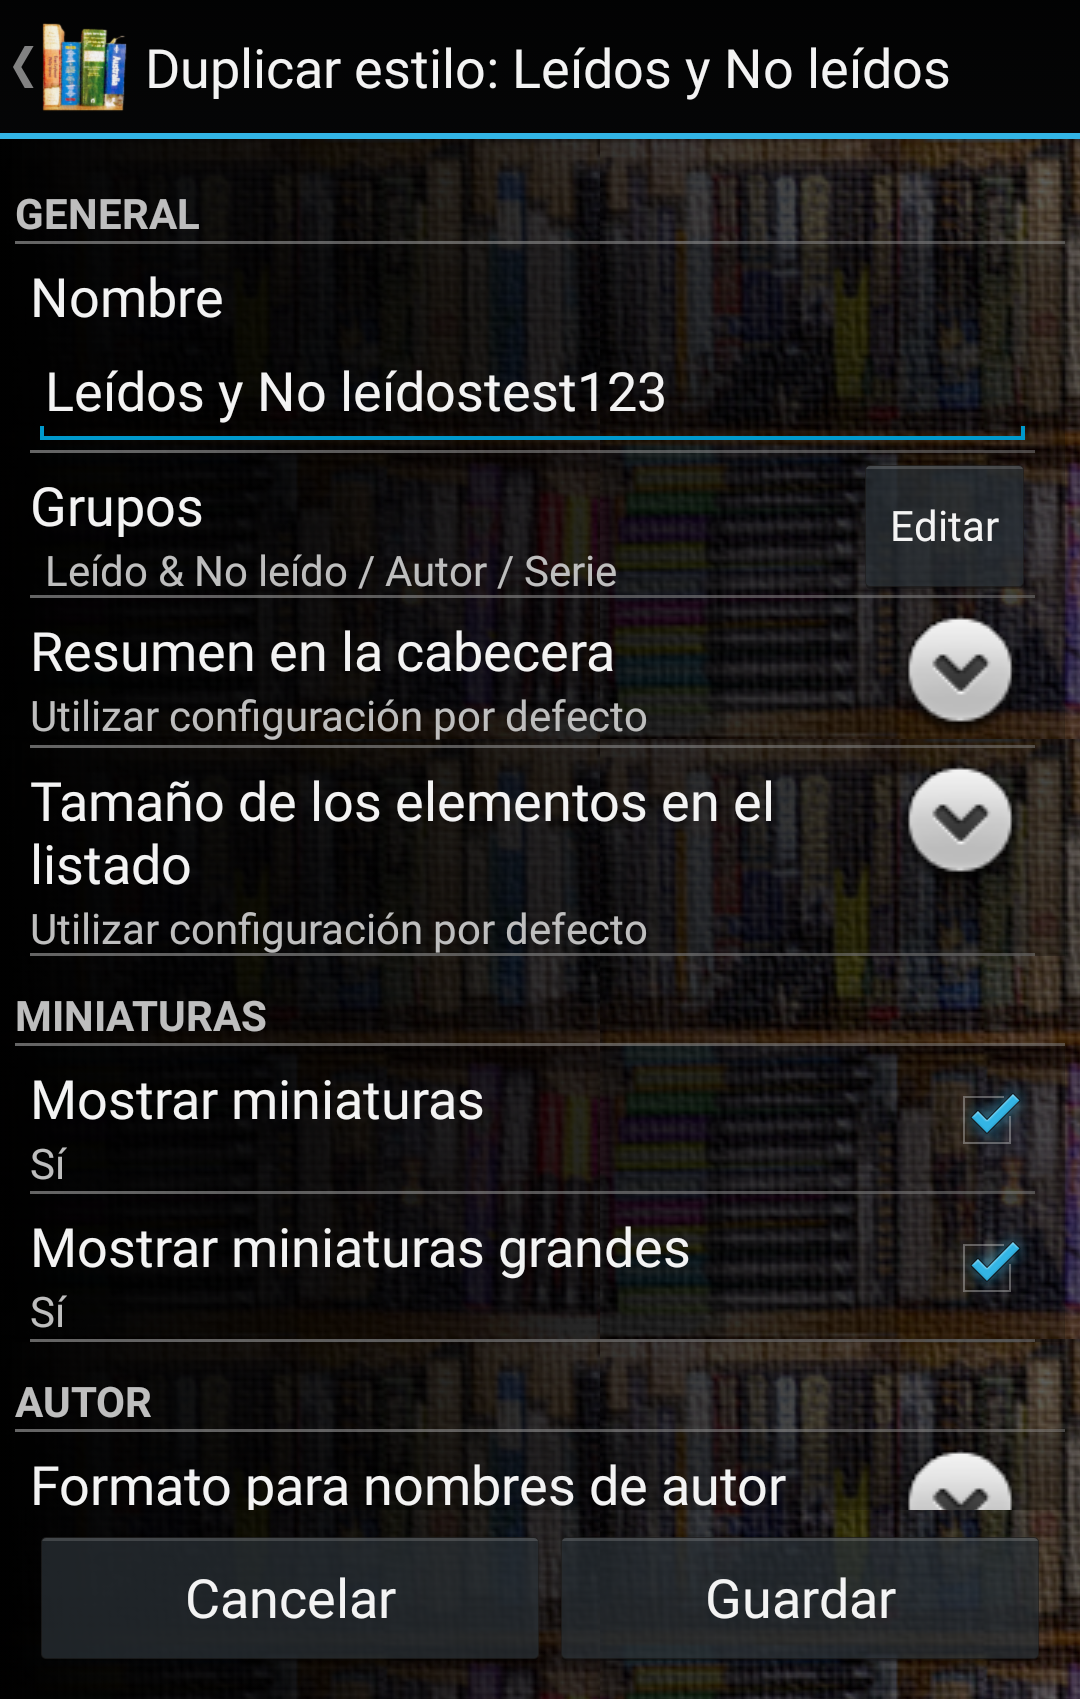 Duplicar estilo: Leídos y No leídos
GENERAL
Nombre
Leídos y No leídostest123
Grupos
Editar
Leído & No leído / Autor / Serie
Resumen en la cabecera
Utilizar configuración por defecto
Tamaño de los elementos en el
listado
Utilizar configuración por defecto
MINIATURAS
Mostrar miniaturas
Sí
Mostrar miniaturas grandes
Sí
AUTOR
Formato para nombres de autor
Cancelar
Guardar